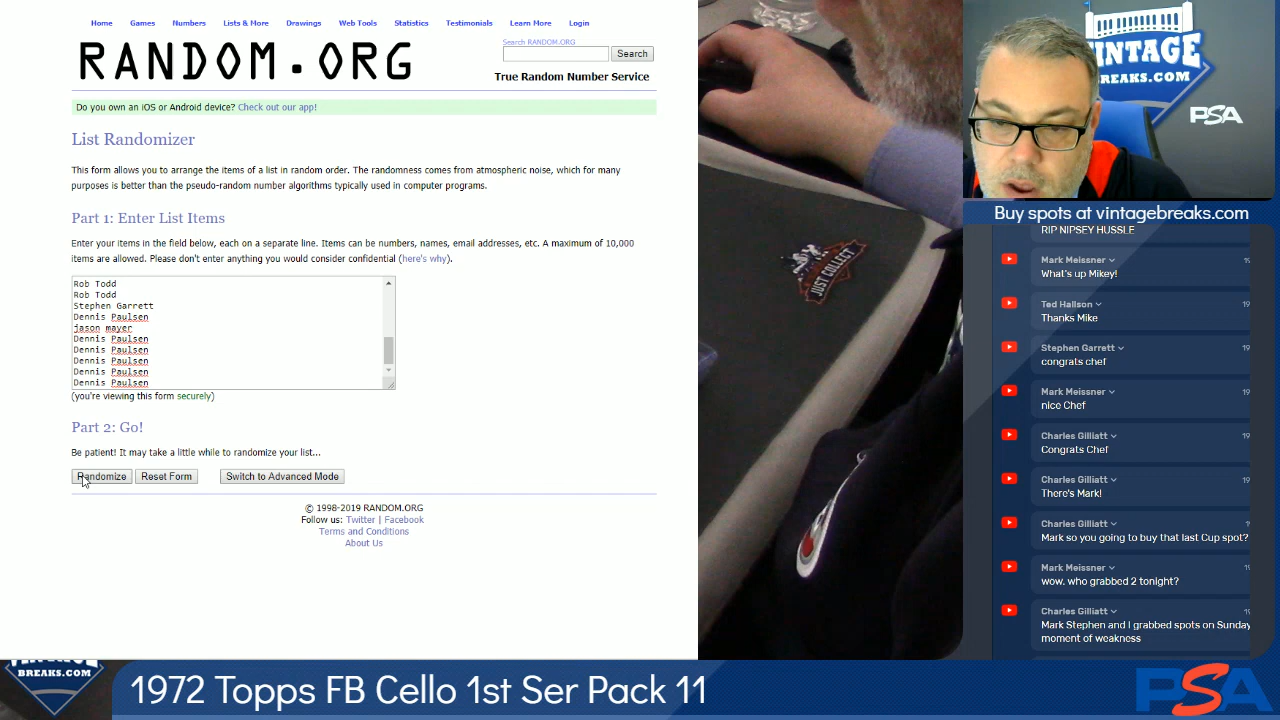 Home Games Numbers Lists & More Drawings Web Tools Statistics Testimonials Learn More Login
RANDOM.ORG
Search RANDOM.ORG
Search
True Random Number Service
Do you own an iOS or Android device? Check out our app!
List Randomizer
This form allows you to arrange the items of a list in random order. The randomness comes from atmospheric noise, which for many
purposes is better than the pseudo-random number algorithms typically used in computer programs.
Part 1: Enter List Items
Enter your items in the field below, each on a separate line. Items can be numbers, names, email addresses, etc. A maximum of 10,000
items are allowed. Please don't enter anything you would consider confidential (here's why).
Rob Todd
Rob Todd
Stephen Garrett
Dennis Paulsen
jason mayer
Dennis Paulsen
Dennis Paulsen
Dennis Paulsen
Dennis Paulsen
Dennis Paulsen
(you're viewing this form securely)
Part 2: Go!
Be patient! It may take a little while to randomize your list...
Randomize Reset Form Switch to Advanced Mode
© 1998-2019 RANDOM.ORG
Follow us: Twitter | Facebook
Terms and Conditions
About Us
JUST COLLECT
VINTAGE
BREAKS.COM
PSA
Buy spots at vintagebreaks.com
RIP NIPSEY HUSSLE
Mark Meissner
What's up Mikey!
Ted Hallson
Thanks Mike
Stephen Garrett
congrats chef
Mark Meissner
nice Chef
Charles Gilliatt
Congrats Chef
Charles Gilliatt
There's Mark!
Charles Gilliatt
Mark so you going to buy that last Cup spot?
Mark Meissner
wow. who grabbed 2 tonight?
Charles Gilliatt
Mark Stephen and I grabbed spots on Sunday
moment of weakness
VINTAGE
BREAKS.COM
1972 Topps FB Cello 1st Ser Pack 11
PSA